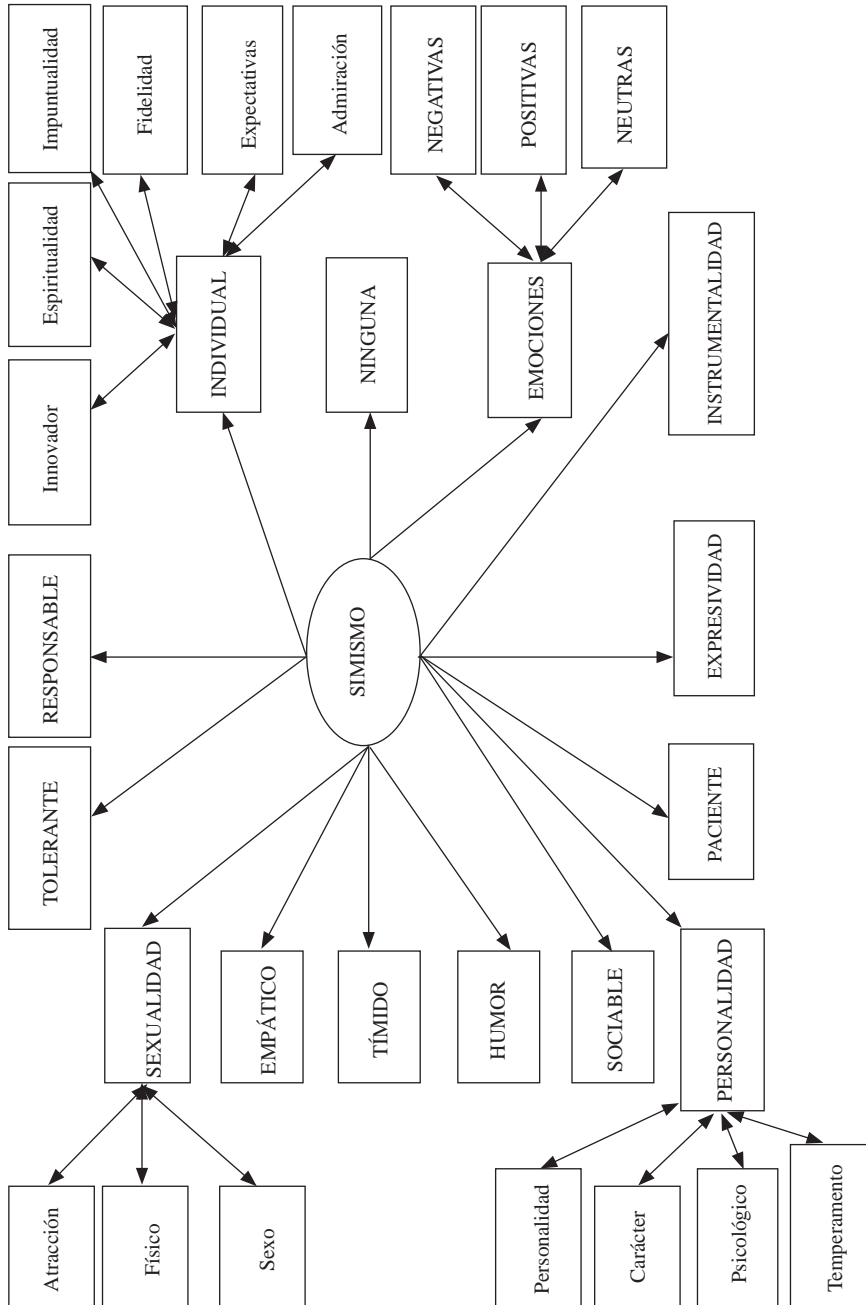 Atracción
TOLERANTE
RESPONSABLE
Innovador
Espiritualidad
Impuntualidad
Físico
SEXUALIDAD
Fidelidad
Sexo
EMPÁTICO
INDIVIDUAL
Expectativas
TÍMIDO
SIMISMO
NINGUNA
Admiración
HUMOR
NEGATIVAS
Personalidad
EMOCIONES
POSITIVAS
Carácter
SOCIABLE
NEUTRAS
Psicológico
PERSONALIDAD
PACIENTE
EXPRESIVIDAD
INSTRUMENTALIDAD
Temperamento